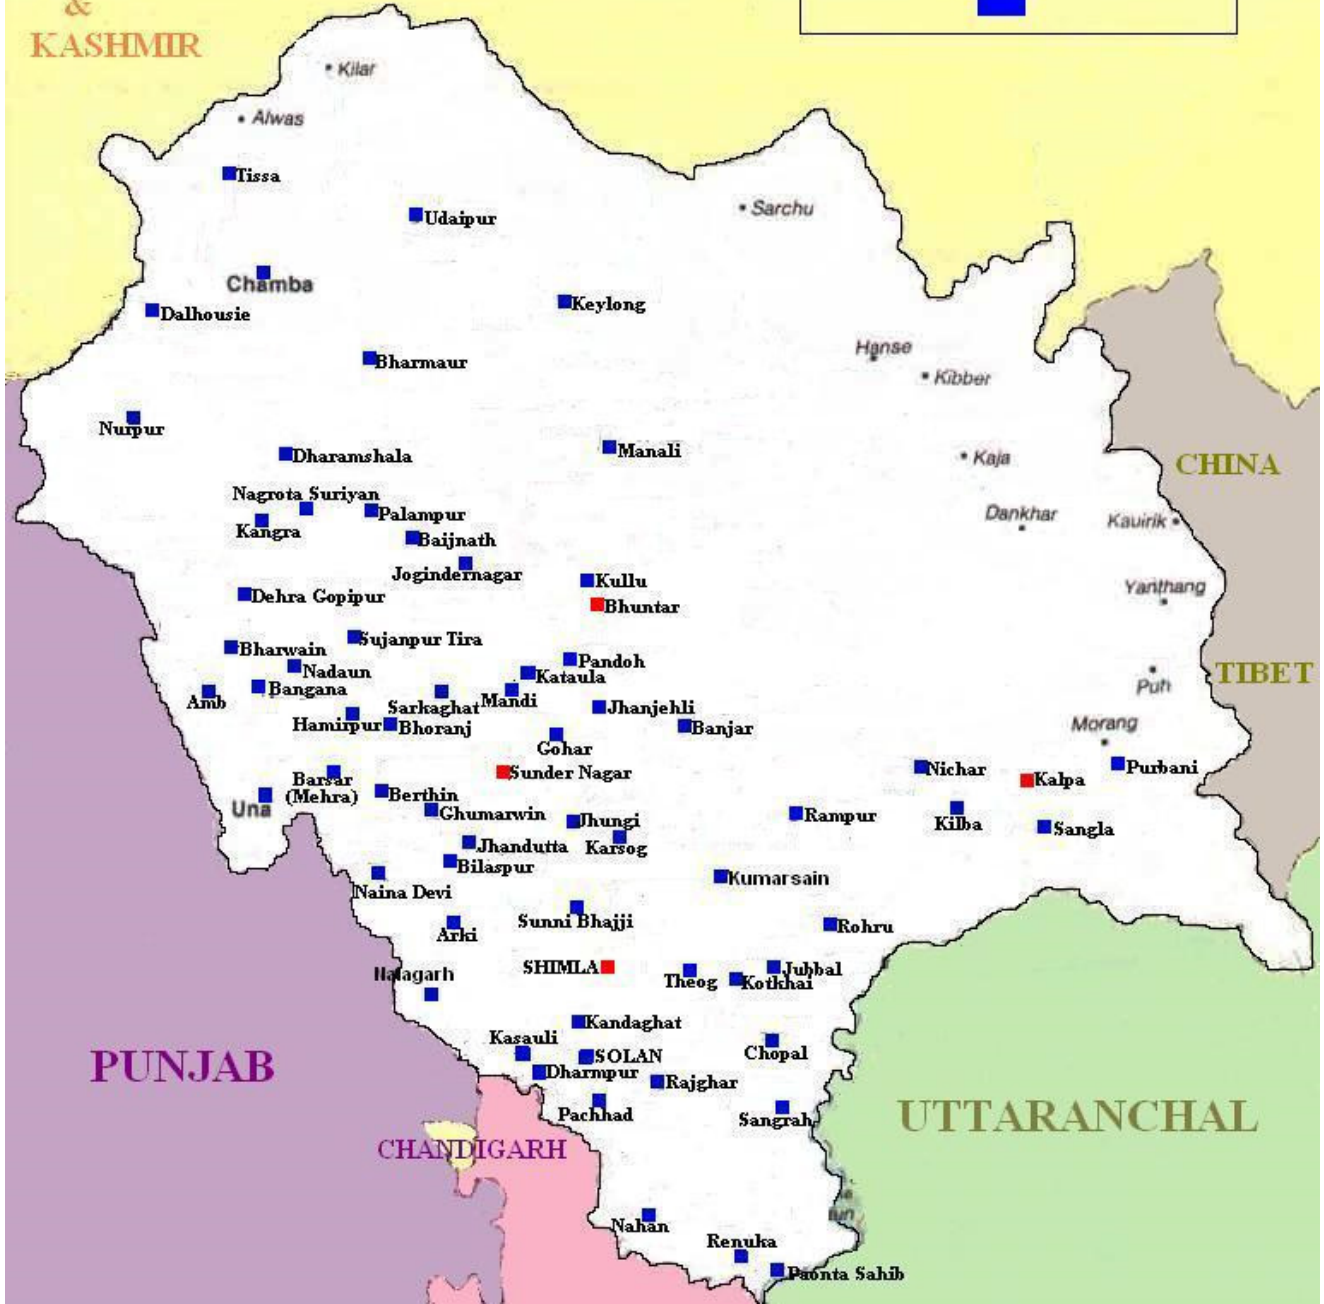 &
KASHMIR
Kilar
Alwas
Tissa
Sarchu
Udaipur
Chamba
Keylong
Dalhousie
Hanse
Bharmaur
Kibber
Nurpur
Manali
Dharamshala
Kaja
CHINA
Nagrota Suriyan
Palampur
Dankhar
Kauirik
Kangra
Baijnath
Jogindernagar
Kullu
Yanthang
Dehra Gopipur
Bhuntar
Sujanpur Tira
Bharwain
Pandoh
Nadaun
Kataula
TIBET
Bangana
Puh
Amb
Mandi
Sarkaghat
Jhanjehli
Hamirpur
Bhoranj
Banjar
Morang
Gohar
Purbani
Nichar
Sunder Nagar
Barsar
(Mehra)
Kalpa
Berthin
Una
Ghumarwin
Rampur
Jhungi
Kilba
Sangla
Jhandutta
Karsog
Bilaspur
Kumarsain
Naina Devi
Sunni Bhajji
Rohru
Arki
SHIMLA
Jubbal
Nalagarh
Theog
Kotkhai
Kandaghat
Kasauli
Chopal
SOLAN
PUNJAB
Dharmpur
Rajghar
Pachhad
UTTARANCHAL
Sangrah
CHANDIGARH
Nahan
Renuka
Paonta Sahib